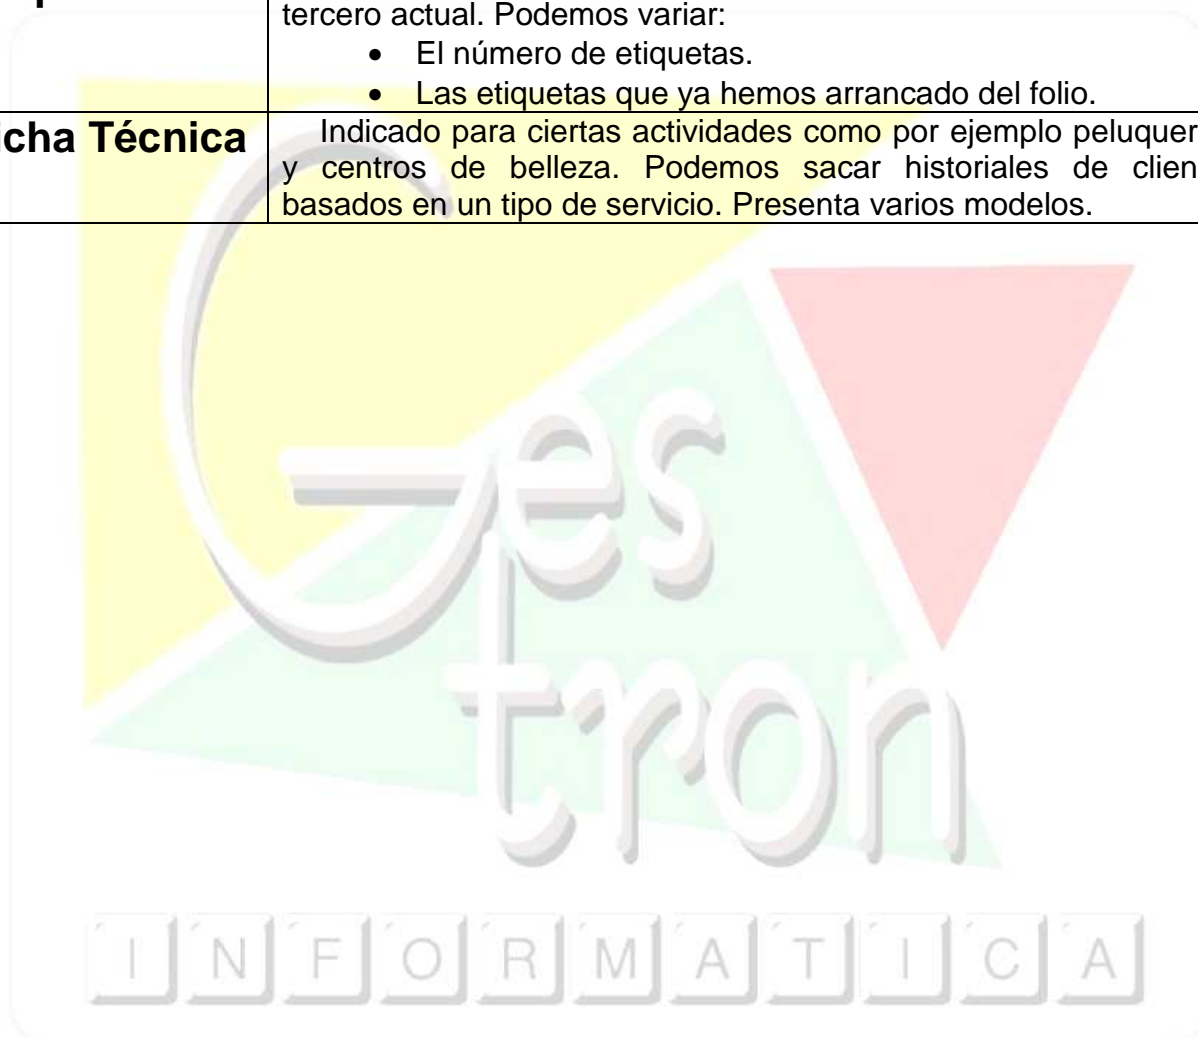 tercero actual. Podemos variar:
• El número de etiquetas.
• Las etiquetas que ya hemos arrancado del folio.
icha Técnica
Indicado para ciertas actividades como por ejemplo peluquer
y centros de belleza. Podemos sacar historiales de clien
basados en un tipo de servicio. Presenta varios modelos.
Ges
tron
INFORMATICA